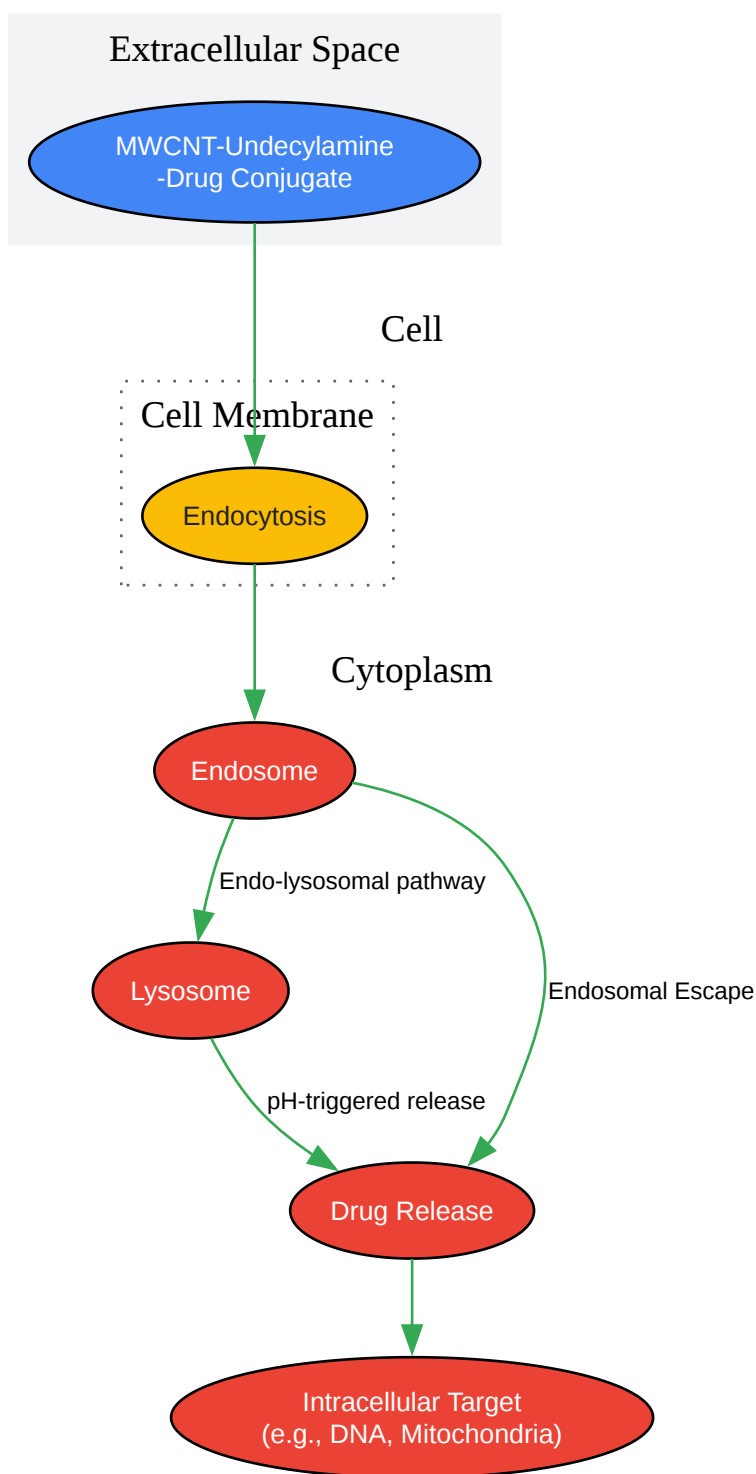 Extracellular Space
MWCNT-Undecylamine
-Drug Conjugate
Cell
Cell Membrane
Endocytosis
Cytoplasm
Endosome
Endo-lysosomal pathway
Lysosome
Endosomal Escape
pH-triggered release
Drug Release
Intracellular Target
(e.g., DNA, Mitochondria)